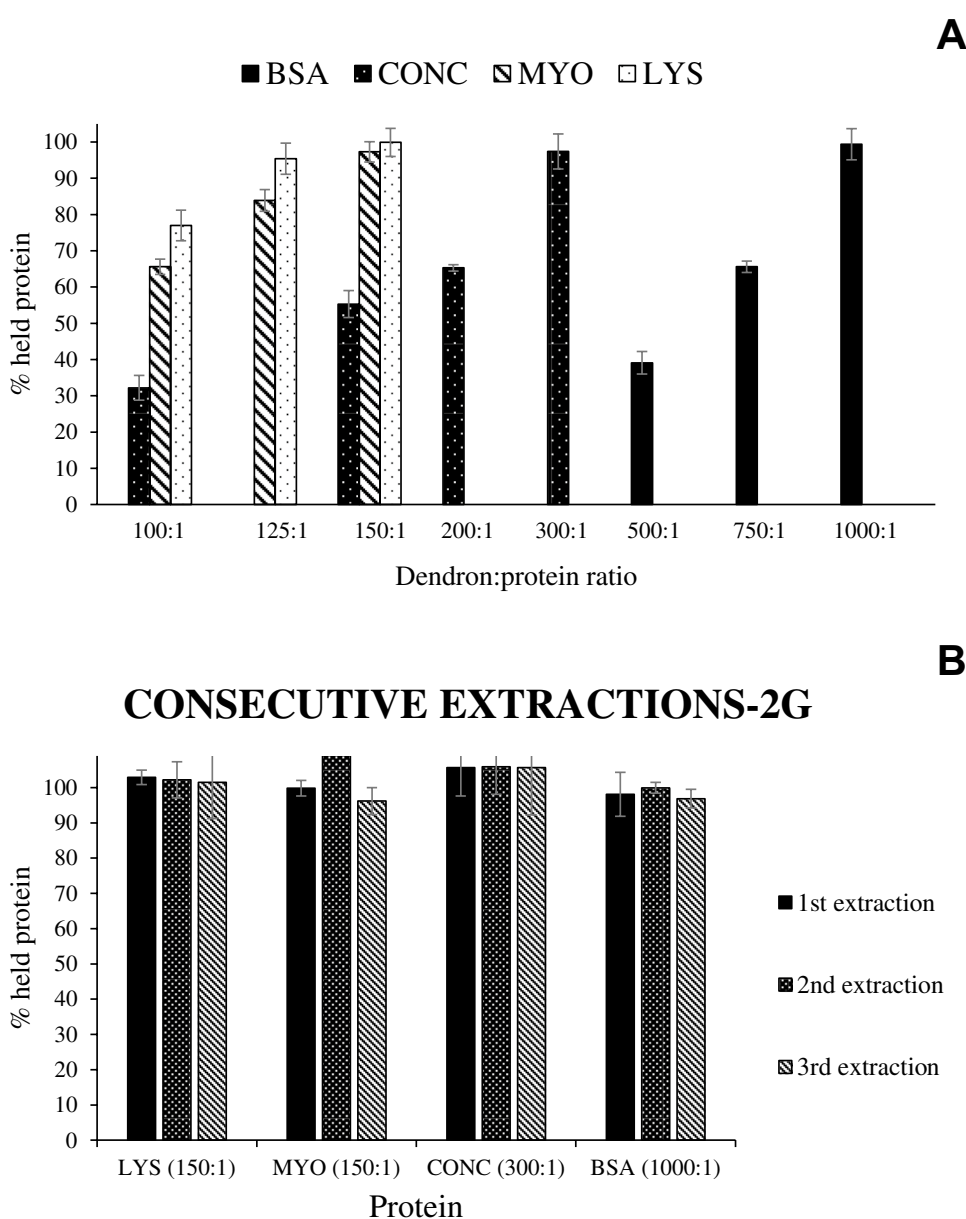 A
BSA CONC MYO LYS
100
90
80
70
60
50
40
30
20
10
0
% held protein
100:1 125:1 150:1 200:1 300:1 500:1 750:1 1000:1
Dendron:protein ratio
B
CONSECUTIVE EXTRACTIONS-2G
100
90
80
70
60
50
40
30
20
10
0
% held protein
1st extraction
2nd extraction
3rd extraction
LYS (150:1) MYO (150:1) CONC (300:1) BSA (1000:1)
Protein